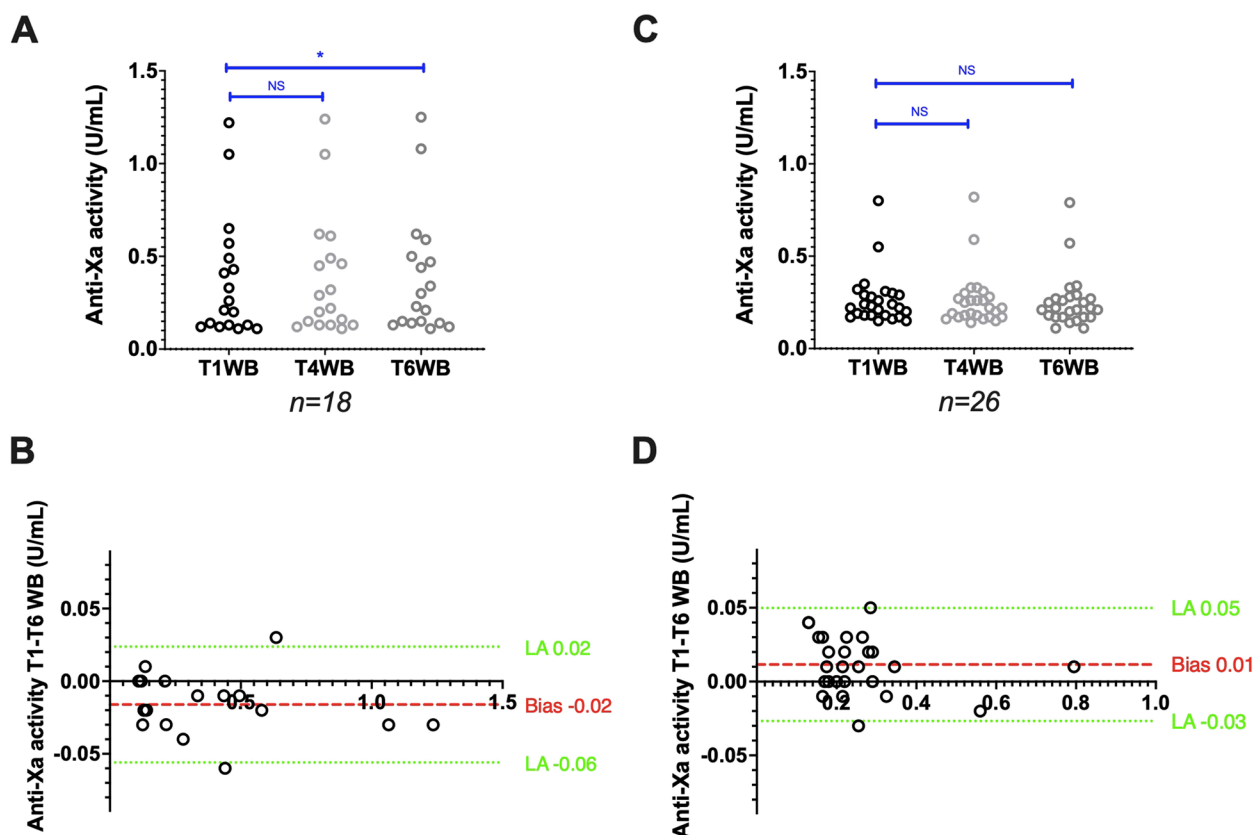 A
Anti-Xa activity (U/mL)
1.5
1.0
0.5
0.0
*
NS
T1WB T4WB T6WB
n=18
C
Anti-Xa activity (U/mL)
1.5
1.0
0.5
0.0
NS
NS
T1WB T4WB T6WB
n=26
B
Anti-Xa activity T1-T6 WB (U/mL)
0.05
0.00
-0.05
0.5 1.0 1.5
LA 0.02
Bias -0.02
LA -0.06
D
Anti-Xa activity T1-T6 WB (U/mL)
0.05
0.00
-0.05
0.2 0.4 0.6 0.8 1.0
LA 0.05
Bias 0.01
LA -0.03